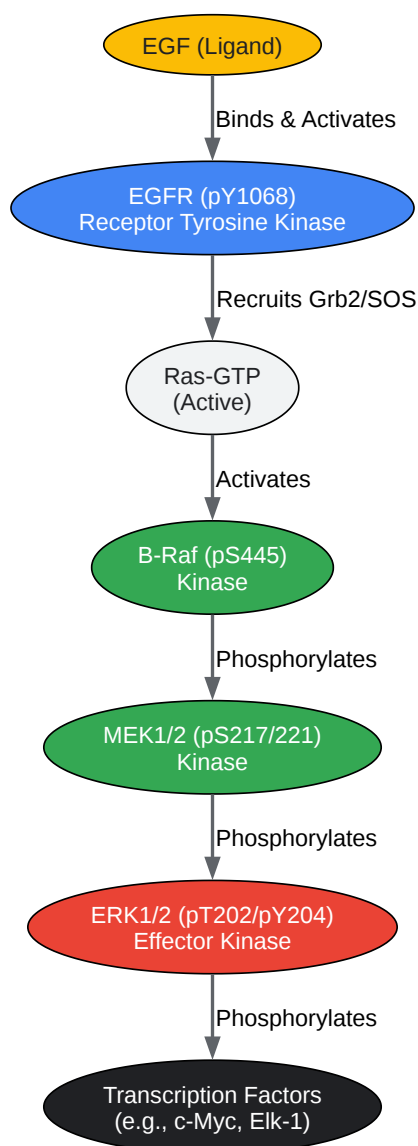 EGF (Ligand)
Binds & Activates
EGFR (pY1068)
Receptor Tyrosine Kinase
Recruits Grb2/SOS
Ras-GTP
(Active)
Activates
B-Raf (pS445)
Kinase
Phosphorylates
MEK1/2 (pS217/221)
Kinase
Phosphorylates
ERK1/2 (pT202/pY204)
Effector Kinase
Phosphorylates
Transcription Factors
(e.g., c-Myc, Elk-1)